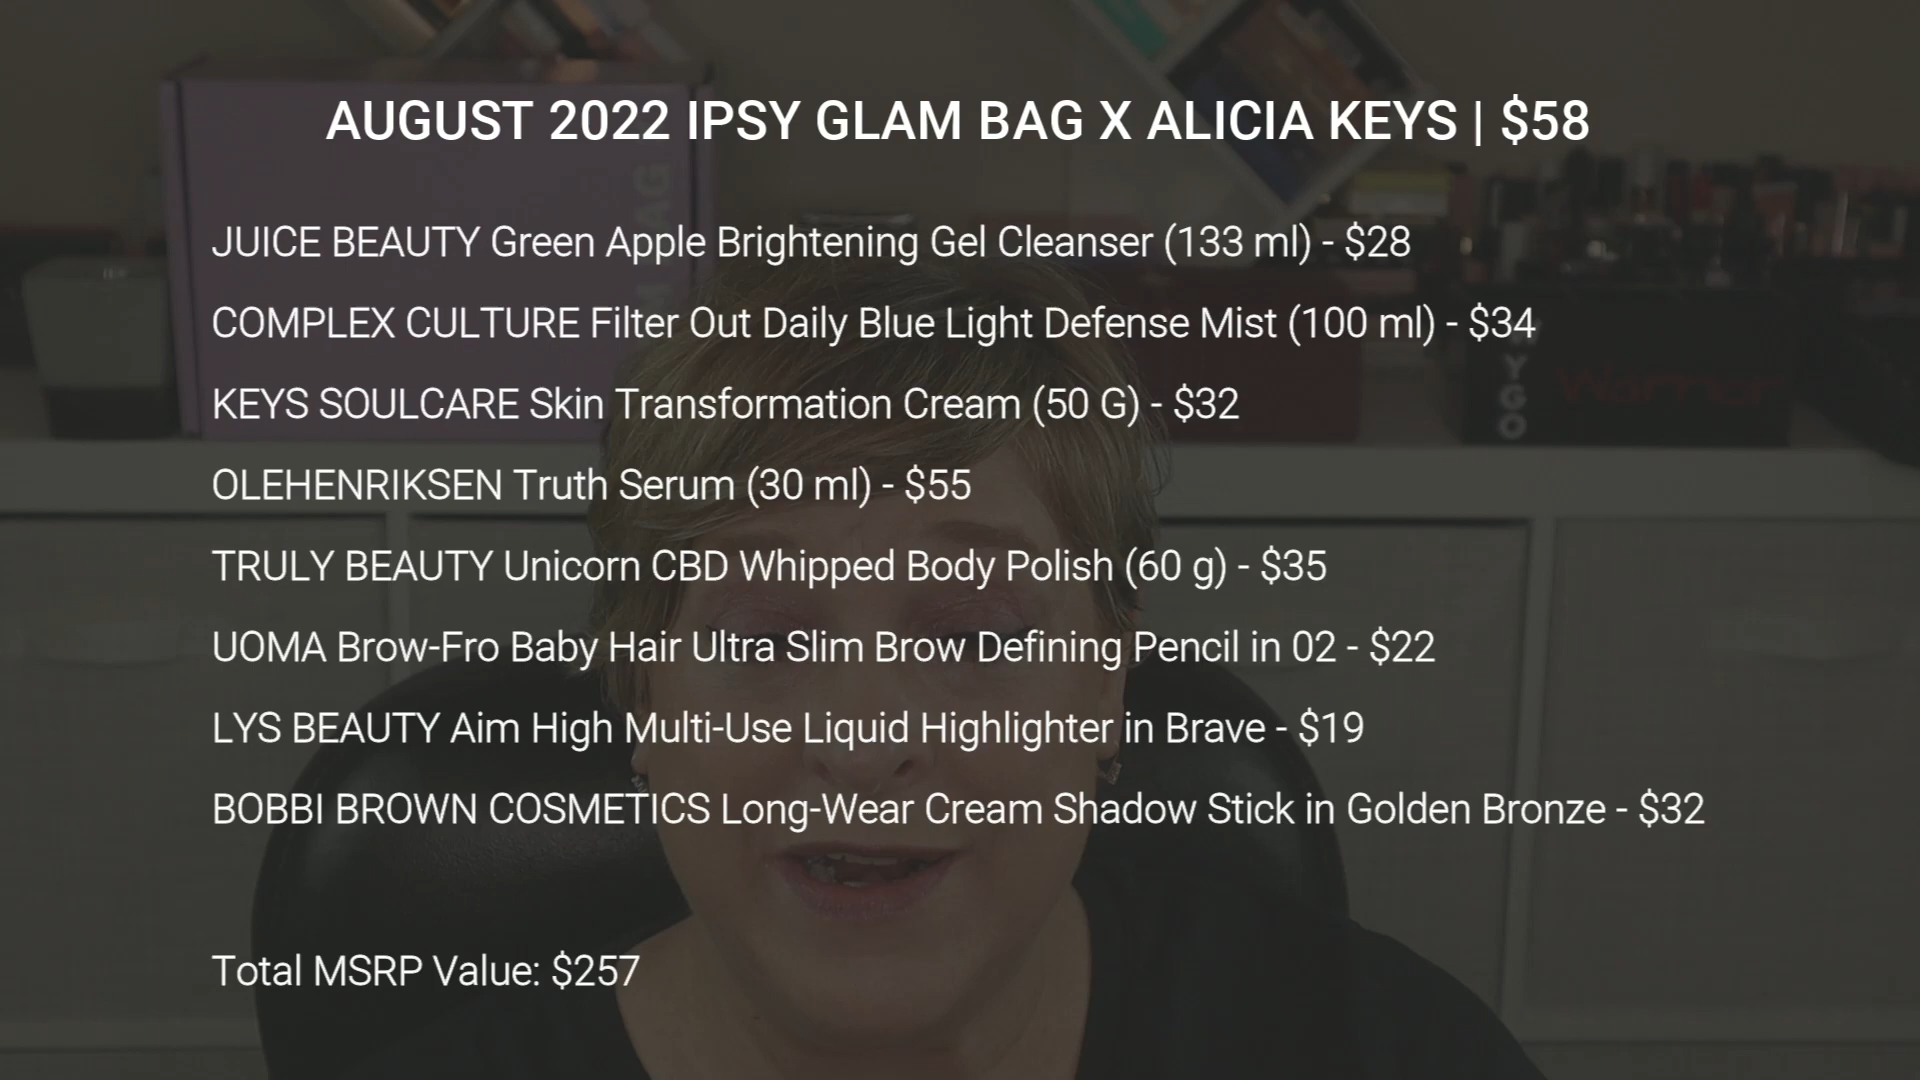 AUGUST 2022 IPSY GLAM BAG X ALICIA KEYS | $58
JUICE BEAUTY Green Apple Brightening Gel Cleanser (133 ml) - $28
COMPLEX CULTURE Filter Out Daily Blue Light Defense Mist (100 ml) - $34
KEYS SOULCARE Skin Transformation Cream (50 G) - $32
OLEHENRIKSEN Truth Serum (30 ml) - $55
TRULY BEAUTY Unicorn CBD Whipped Body Polish (60 g) - $35
UOMA Brow-Fro Baby Hair Ultra Slim Brow Defining Pencil in 02 - $22
LYS BEAUTY Aim High Multi-Use Liquid Highlighter in Brave - $19
BOBBI BROWN COSMETICS Long-Wear Cream Shadow Stick in Golden Bronze - $32
Total MSRP Value: $257